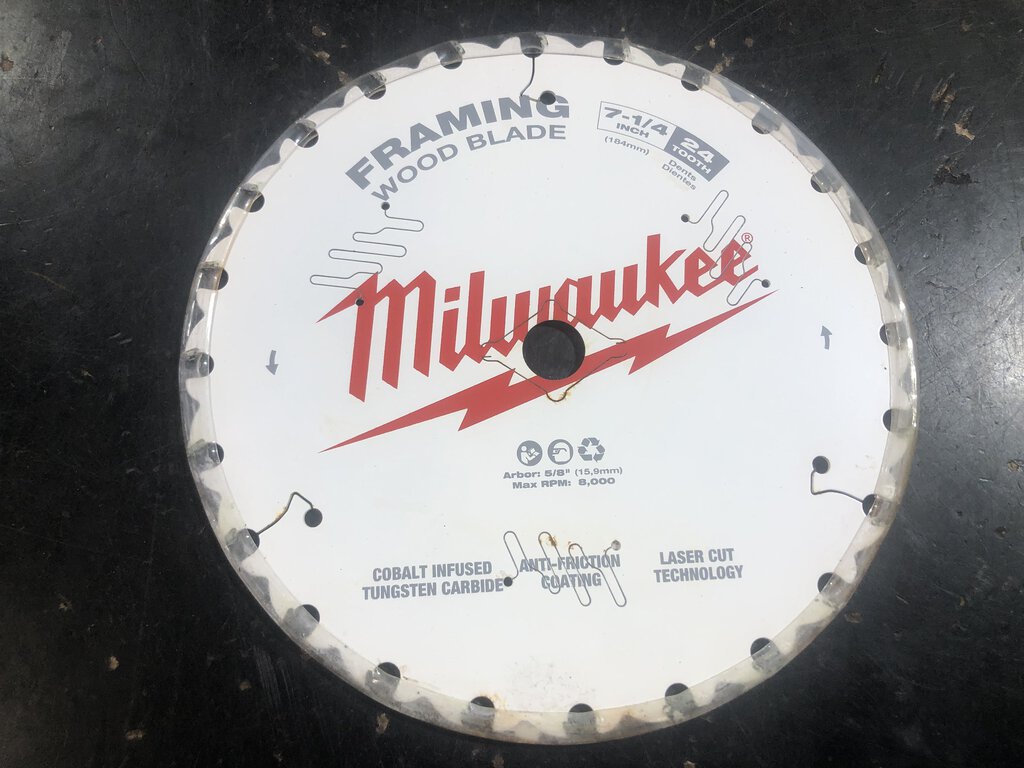 FRAMING
WOOD BLADE
7-1/4
INCH
(184mm)
24
TOOTH
Dents
Dientes
Milwaukee®
Arbor: 5/8" (15,9mm)
Max RPM: 8,000
COBALT INFUSED
TUNGSTEN CARBIDE
ANTI-FRICTION
COATING
LASER CUT
TECHNOLOGY